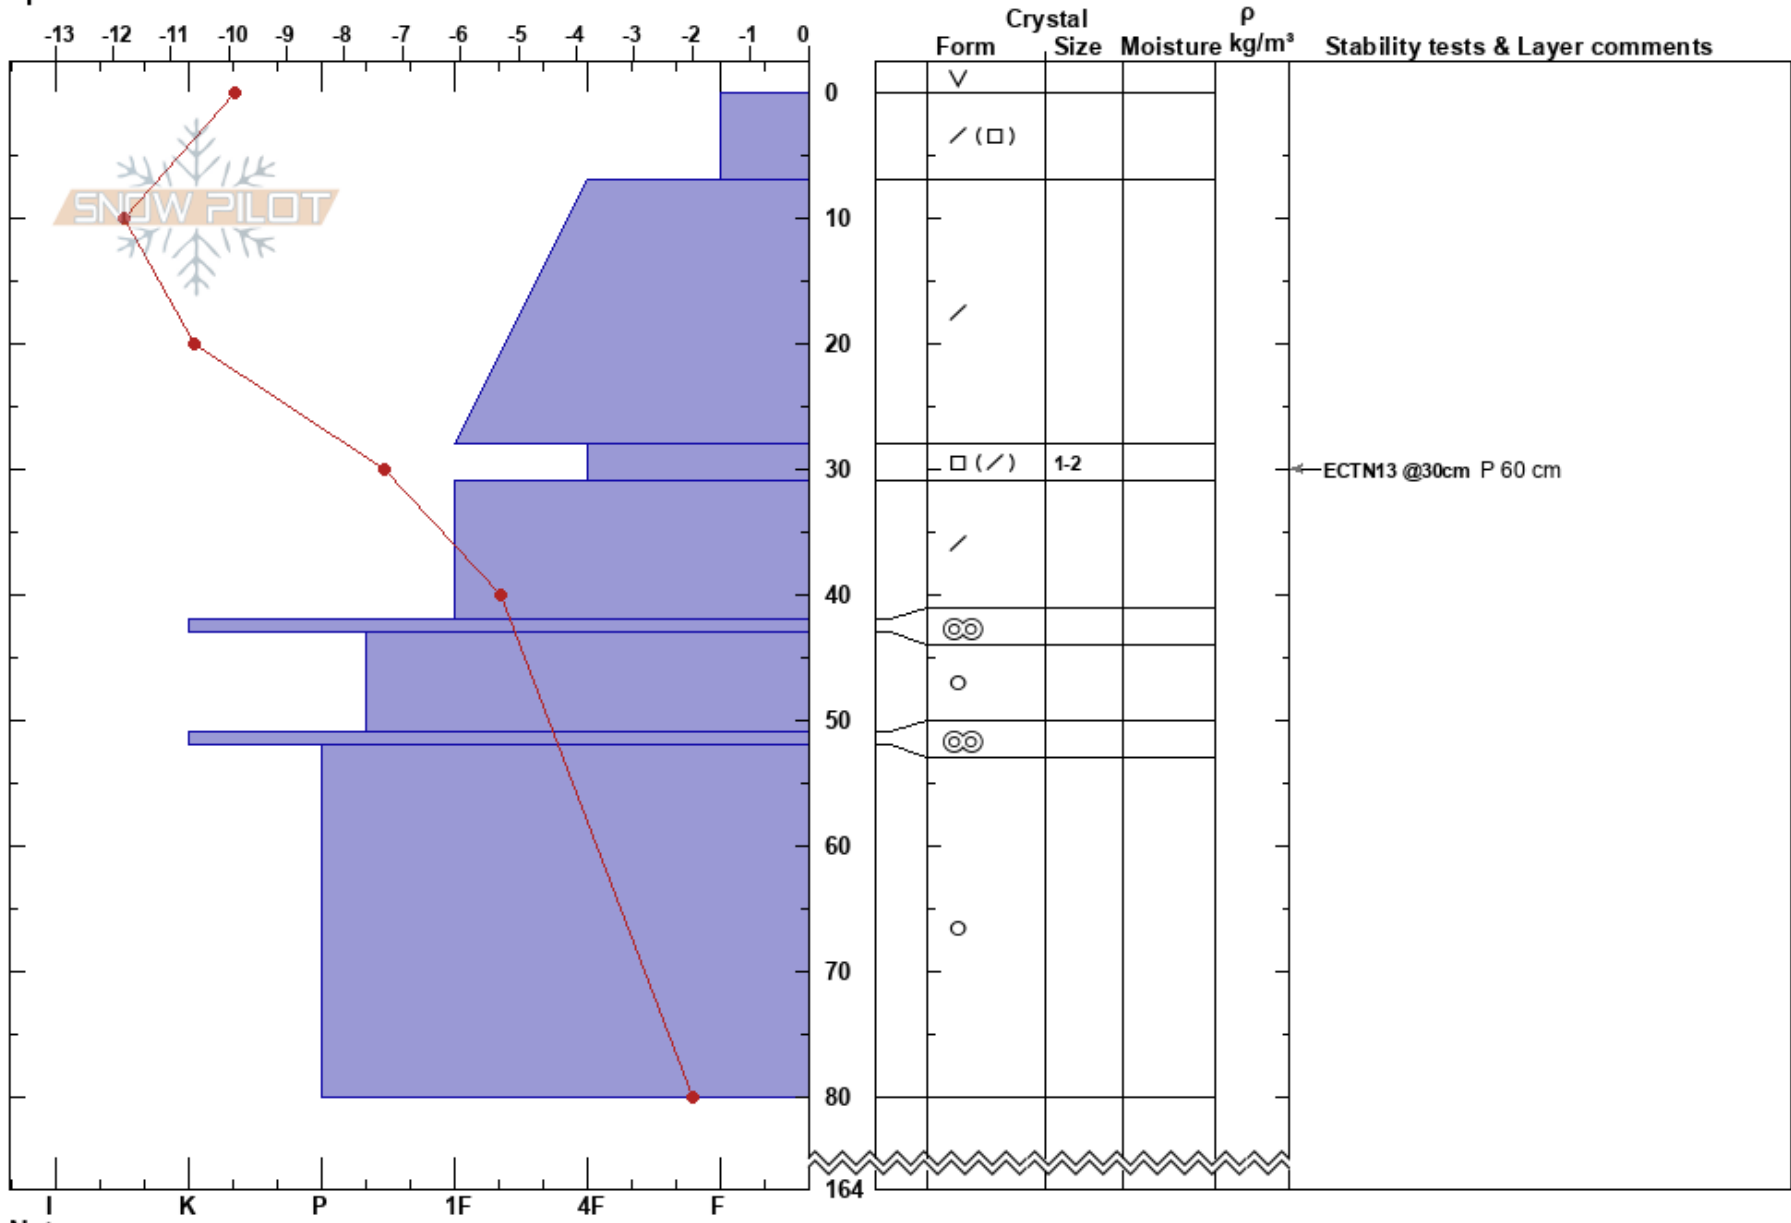 Crystal ρ
-13 -12 -11 -10 -9 -8 -7 -6 -5 -4 -3 -2 -1 0
Form Size Moisture kg/m³ Stability tests & Layer comments
0
SNOW PILOT
10
20
1-2
30 ECTN13 @30cm P 60 cm
40
50
60
70
80
164
I K P 1F 4F F